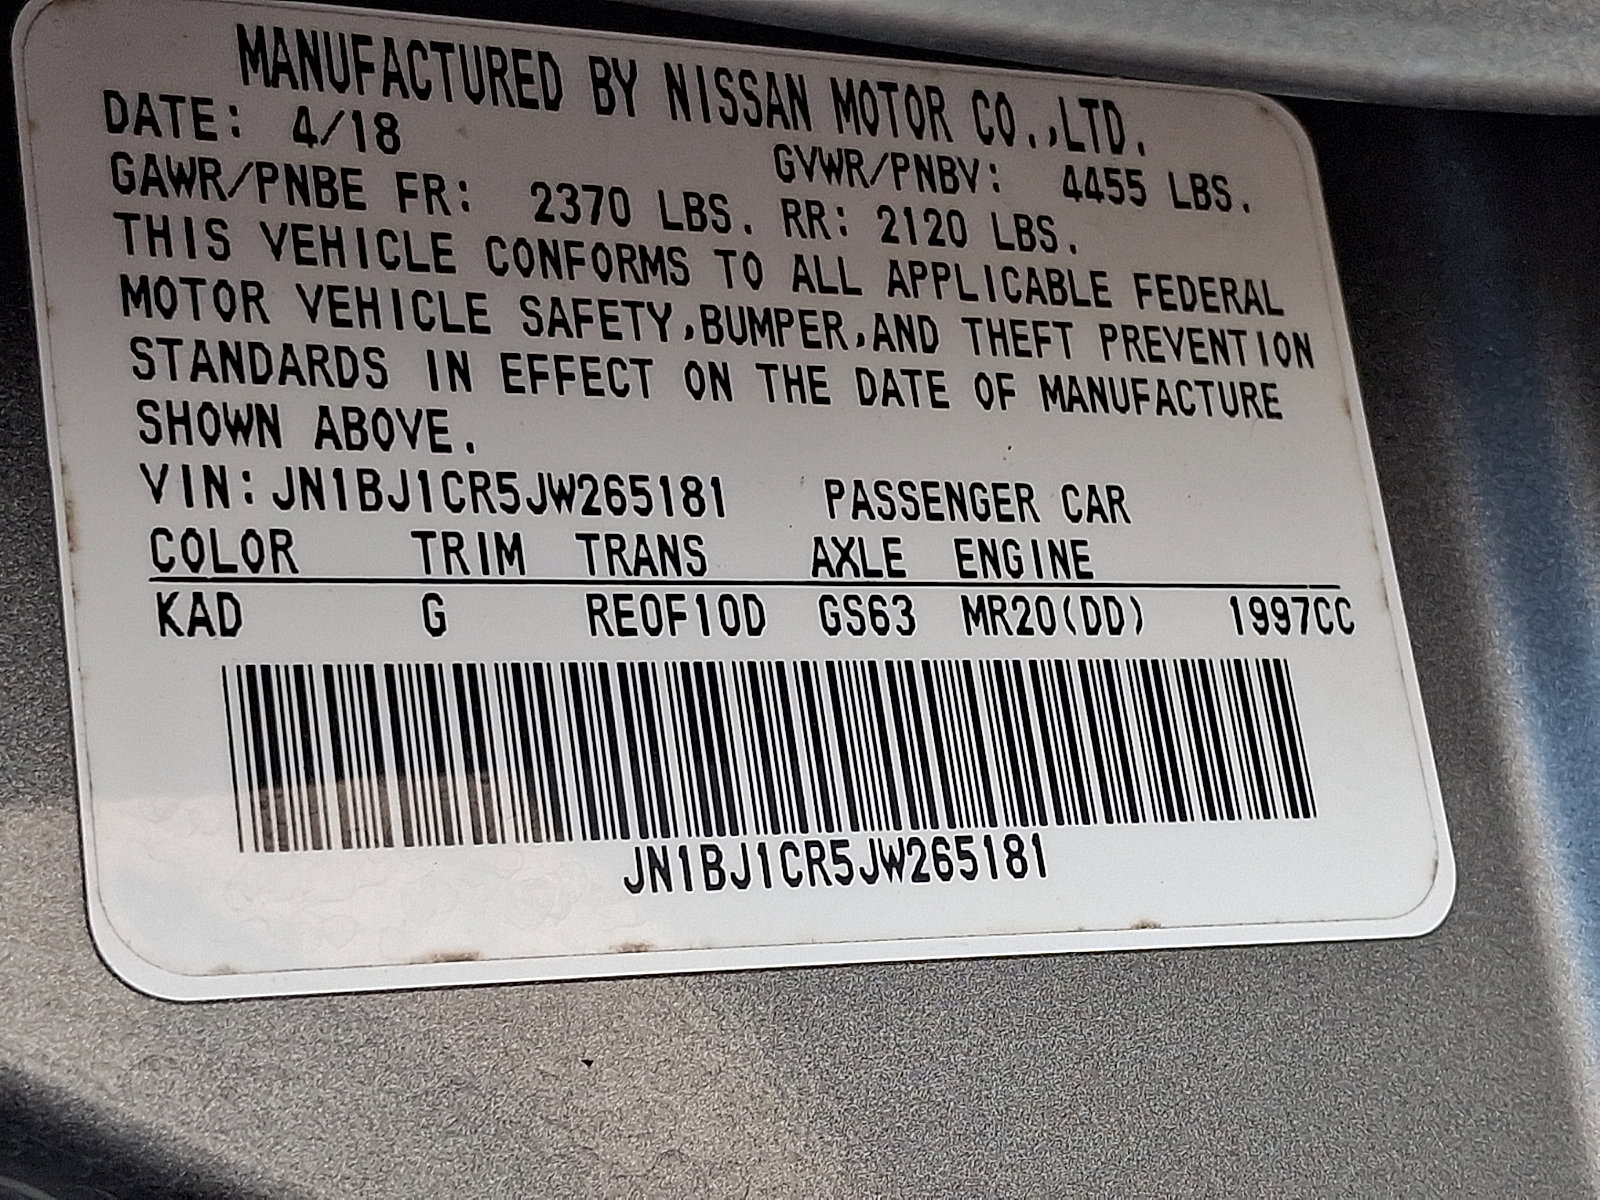 MANUFACTURED BY NISSAN MOTOR CO.,LTD.
DATE: 4/18 GVWR/PNBV: 4455 LBS.
GAWR/PNBE FR: 2370 LBS. RR: 2120 LBS.
THIS VEHICLE CONFORMS TO ALL APPLICABLE FEDERAL
MOTOR VEHICLE SAFETY,BUMPER,AND THEFT PREVENTION
STANDARDS IN EFFECT ON THE DATE OF MANUFACTURE
SHOWN ABOVE.
VIN:JN1BJ1CR5JW265181 PASSENGER CAR
COLOR TRIM TRANS AXLE ENGINE
KAD G RE0F10D GS63 MR20(DD) 1997CC
JN1BJ1CR5JW265181